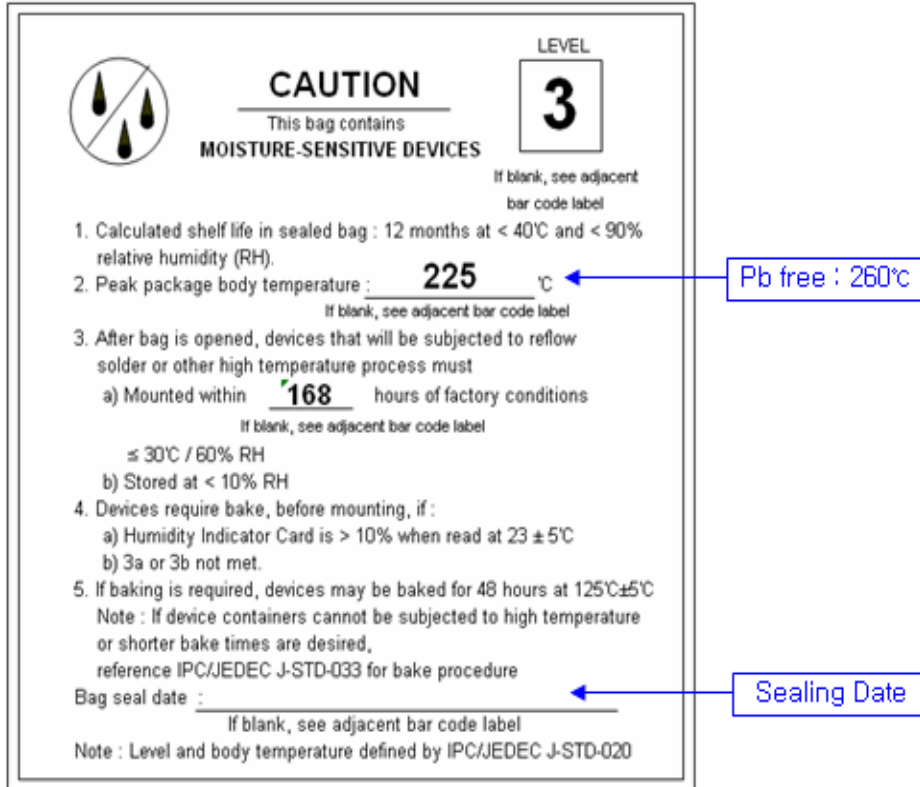 LEVEL
CAUTION
3
This bag contains
MOISTURE-SENSITIVE DEVICES
If blank, see adjacent
bar code label
1. Calculated shelf life in sealed bag : 12 months at < 40℃ and < 90%
relative humidity (RH).
2. Peak package body temperature : 225 ℃
Pb free : 260℃
If blank, see adjacent bar code label
3. After bag is opened, devices that will be subjected to reflow
solder or other high temperature process must
a) Mounted within 168 hours of factory conditions
If blank, see adjacent bar code label
≤ 30℃ / 60% RH
b) Stored at < 10% RH
4. Devices require bake, before mounting, if :
a) Humidity Indicator Card is > 10% when read at 23 ± 5℃
b) 3a or 3b not met.
5. If baking is required, devices may be baked for 48 hours at 125℃±5℃
Note : If device containers cannot be subjected to high temperature
or shorter bake times are desired,
reference IPC/JEDEC J-STD-033 for bake procedure
Bag seal date :
Sealing Date
If blank, see adjacent bar code label
Note : Level and body temperature defined by IPC/JEDEC J-STD-020